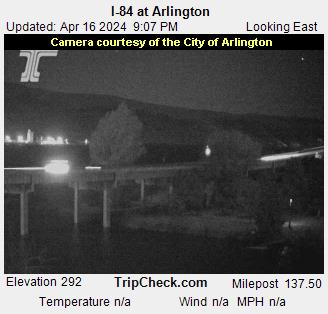 I-84 at Arlington
Updated: Apr 16 2024 9:07 PM Looking East
Camera courtesy of the City of Arlington
Elevation 292 TripCheck.com Milepost 137.50
Temperature n/a Wind n/a MPH n/a